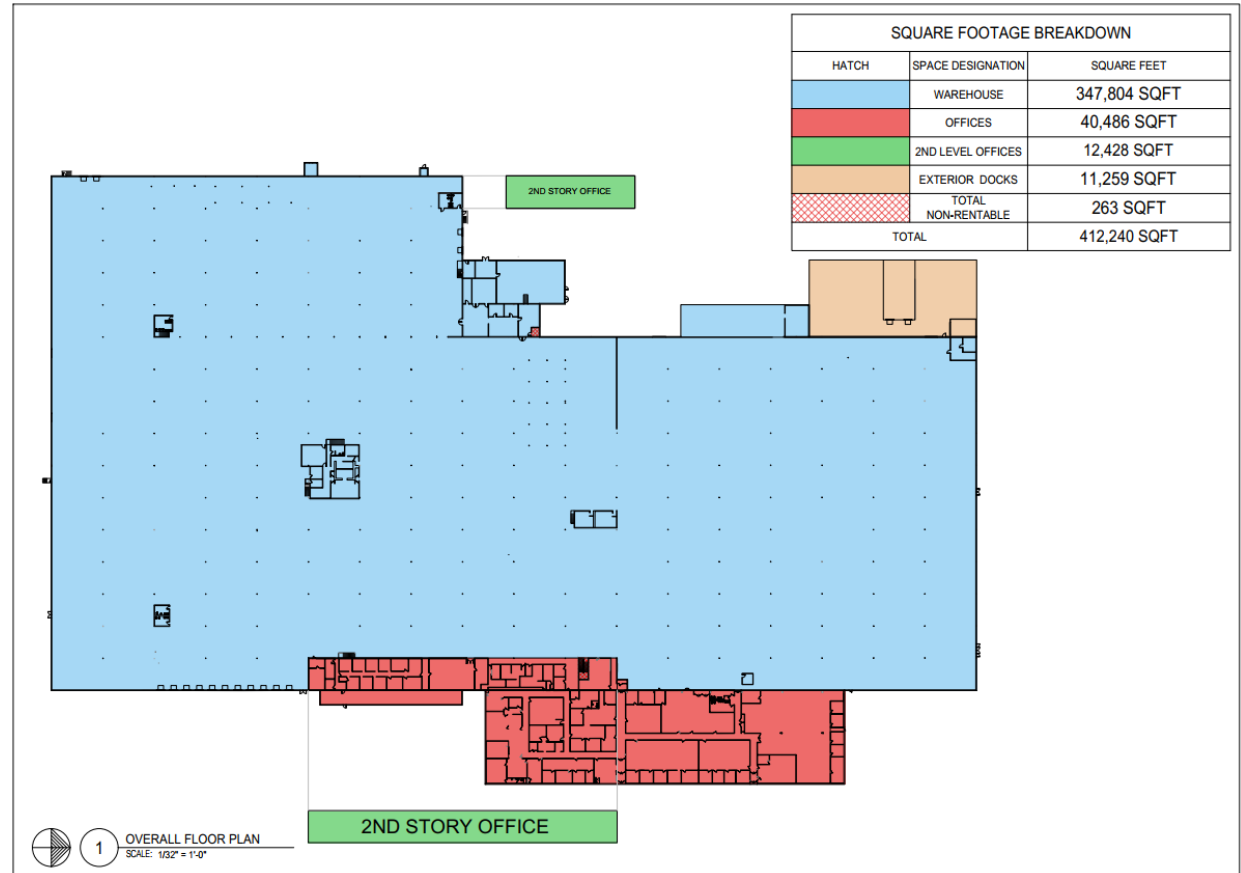 SQUARE FOOTAGE BREAKDOWN
HATCH SPACE DESIGNATION SQUARE FEET
WAREHOUSE 347,804 SQFT
OFFICES 40,486 SQFT
2ND LEVEL OFFICES 12,428 SQFT
EXTERIOR DOCKS 11,259 SQFT
TOTAL
NON-RENTABLE 263 SQFT
TOTAL 412,240 SQFT
2ND STORY OFFICE
2ND STORY OFFICE
1 OVERALL FLOOR PLAN
SCALE: 1/32" = 1'-0"